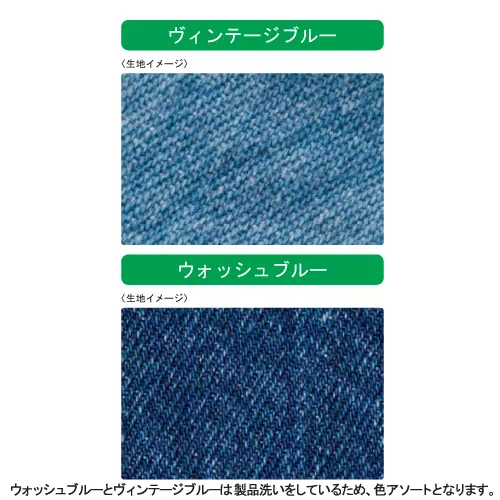 ヴィンテージブルー
〈生地イメージ〉
ウォッシュブルー
〈生地イメージ〉
ウォッシュブルーとヴィンテージブルーは製品洗いをしているため、色アソートとなります。